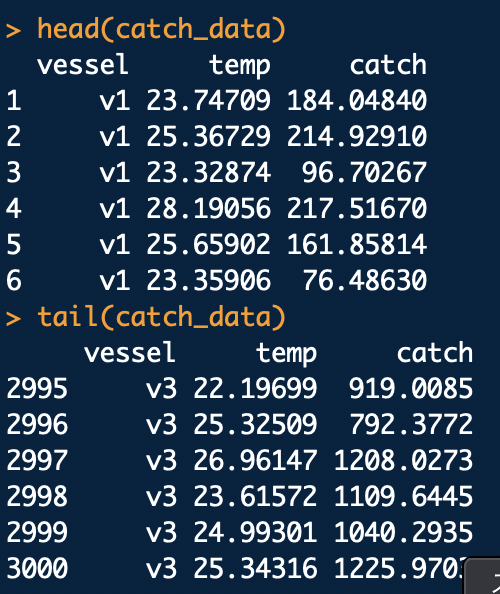 > head(catch_data)
  vessel     temp     catch
1     v1 23.74709 184.04840
2     v1 25.36729 214.92910
3     v1 23.32874  96.70267
4     v1 28.19056 217.51670
5     v1 25.65902 161.85814
6     v1 23.35906  76.48630
> tail(catch_data)
     vessel     temp     catch
2995     v3 22.19699  919.0085
2996     v3 25.32509  792.3772
2997     v3 26.96147 1208.0273
2998     v3 23.61572 1109.6445
2999     v3 24.99301 1040.2935
3000     v3 25.34316